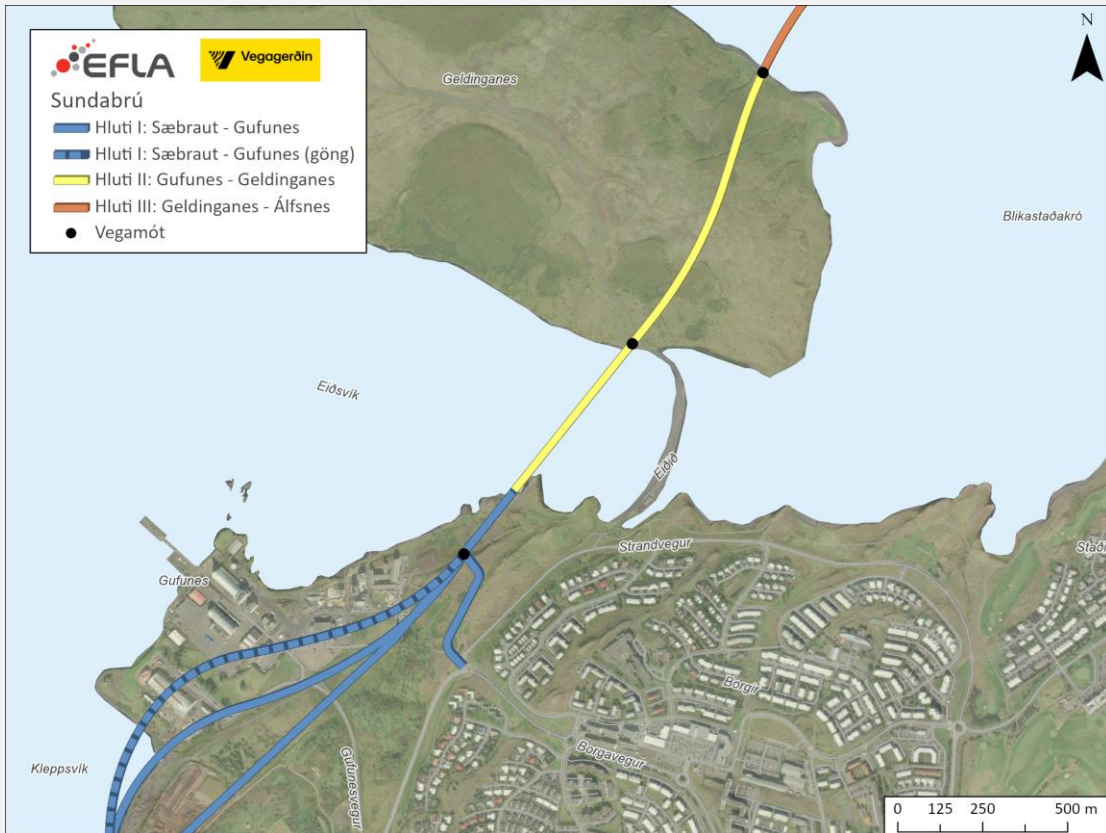 EFLA
Vegagerðin
Sundabrú
Hluti I: Sæbraut - Gufunes
Hluti I: Sæbraut - Gufunes (göng)
Hluti II: Gufunes - Geldinganes
Hluti III: Geldinganes - Álfsnes
Vegamót
N
Geldinganes
Blikastaðakró
Eiðsvík
Eiðið
Strandvegur
Gufunes
Borgir
Borgavegur
Gufunesvegur
Kleppsvík
0 125 250 500 m